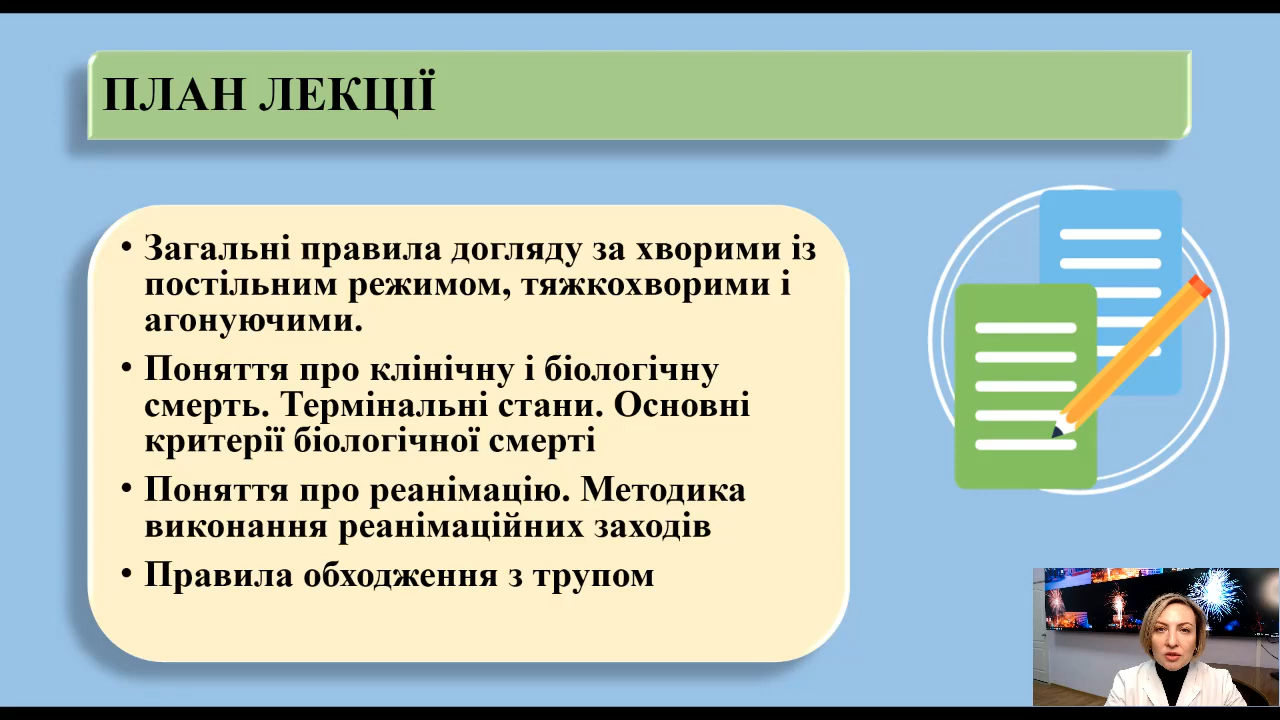 ПЛАН ЛЕКЦІЇ
• Загальні правила догляду за хворими із
постільним режимом, тяжкохворими і
агонуючими.
• Поняття про клінічну і біологічну
смерть. Термінальні стани. Основні
критерії біологічної смерті
• Поняття про реанімацію. Методика
виконання реанімаційних заходів
• Правила обходження з трупом